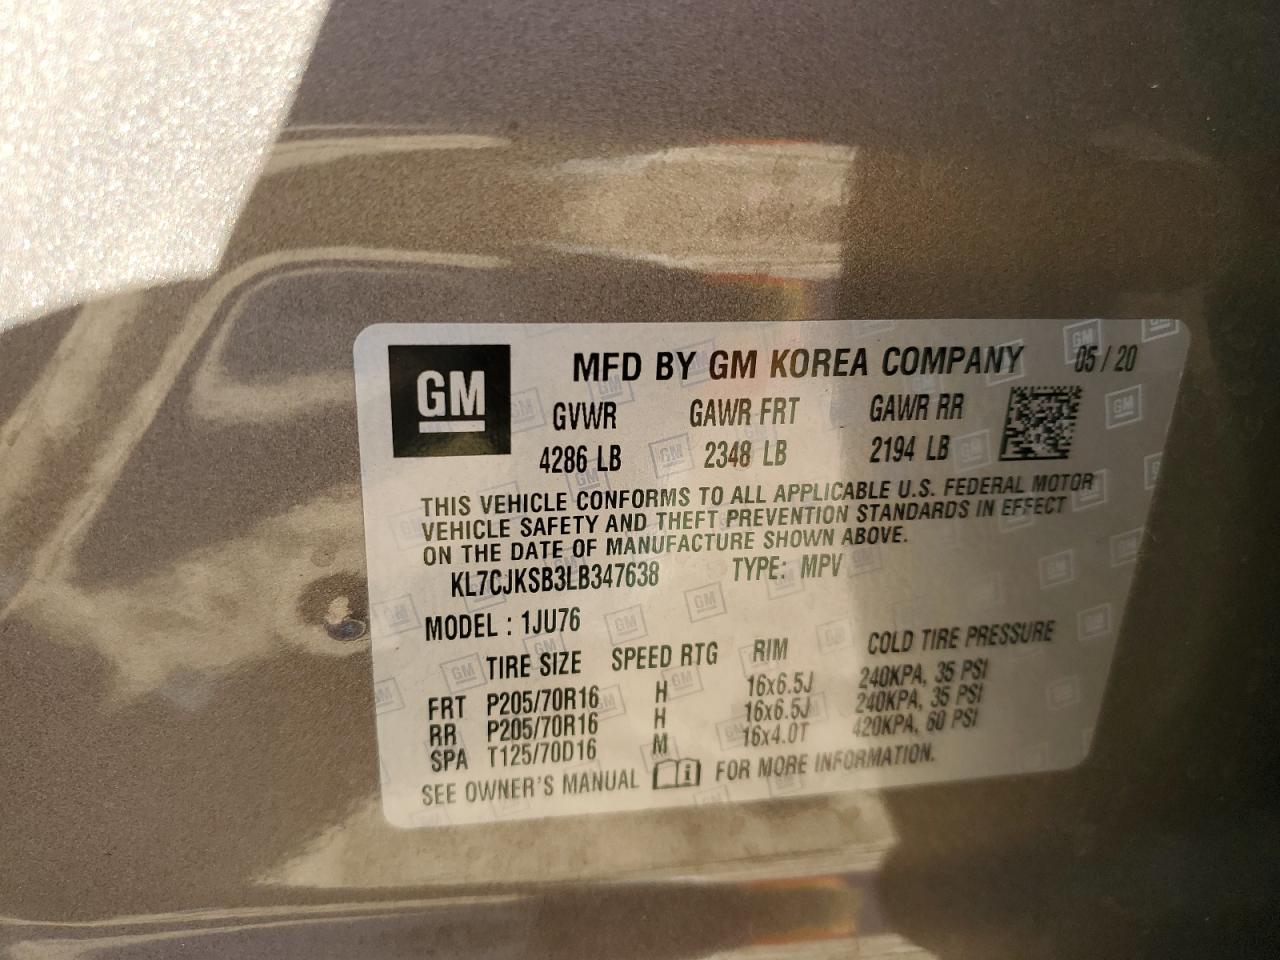 GM
MFD BY GM KOREA COMPANY 05/20
GVWR GAWR FRT GAWR RR
4286 LB 2348 LB 2194 LB
THIS VEHICLE CONFORMS TO ALL APPLICABLE U.S. FEDERAL MOTOR
VEHICLE SAFETY AND THEFT PREVENTION STANDARDS IN EFFECT
ON THE DATE OF MANUFACTURE SHOWN ABOVE.
KL7CJKSB3LB347638 TYPE: MPV
MODEL : 1JU76
TIRE SIZE SPEED RTG RIM COLD TIRE PRESSURE
FRT P205/70R16 H 16x6.5J 240KPA, 35 PSI
RR P205/70R16 H 16x6.5J 240KPA, 35 PSI
SPA T125/70D16 M 16x4.0T 420KPA, 60 PSI
SEE OWNER'S MANUAL i FOR MORE INFORMATION.